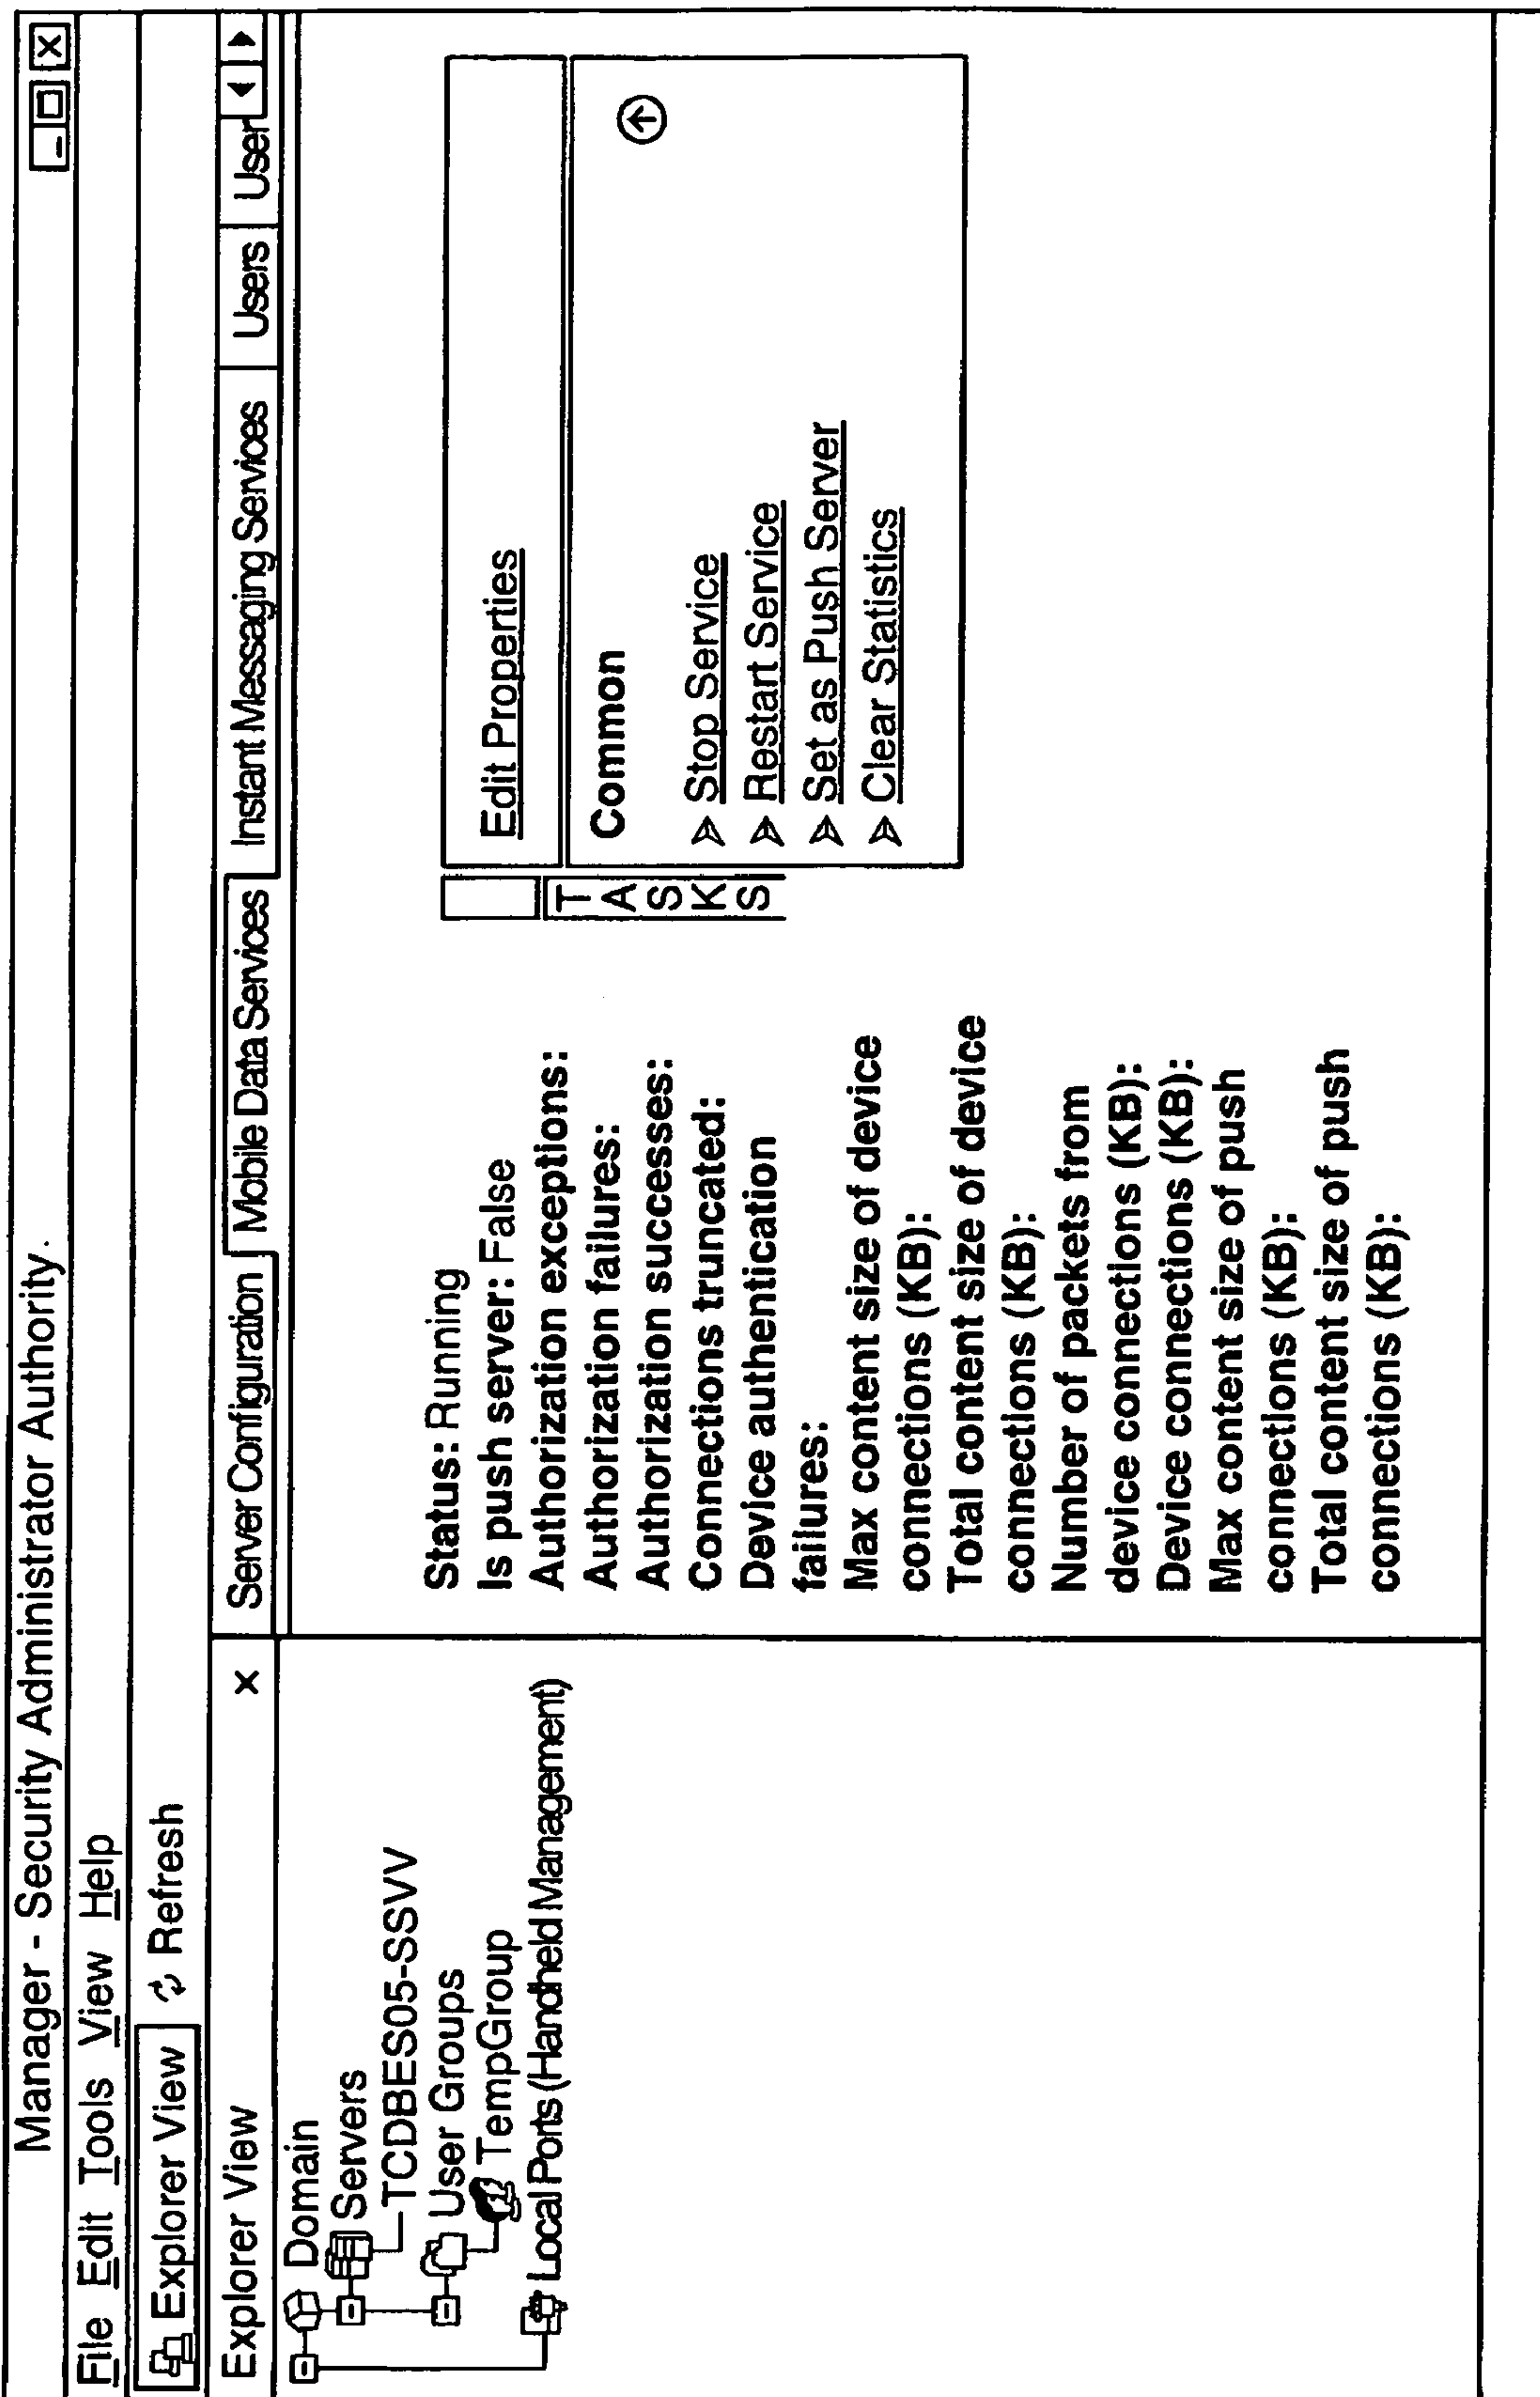 Manager - Security Administrator Authority.
File Edit Tools View Help
Explorer View Refresh
Explorer View x
Domain
Servers
TCDBES05-SSVV
User Groups
TempGroup
Local Ports (Handheld Management)
Server Configuration Mobile Data Services Instant Messaging Services Users User
Status: Running
Is push server: False
Authorization exceptions:
Authorization failures:
Authorization successes:
Connections truncated:
Device authentication
failures:
Max content size of device
connections (KB):
Total content size of device
connections (KB):
Number of packets from
device connections (KB):
Device connections (KB):
Max content size of push
connections (KB):
Total content size of push
connections (KB):
TASKS
Edit Properties
Common
Stop Service
Restart Service
Set as Push Server
Clear Statistics